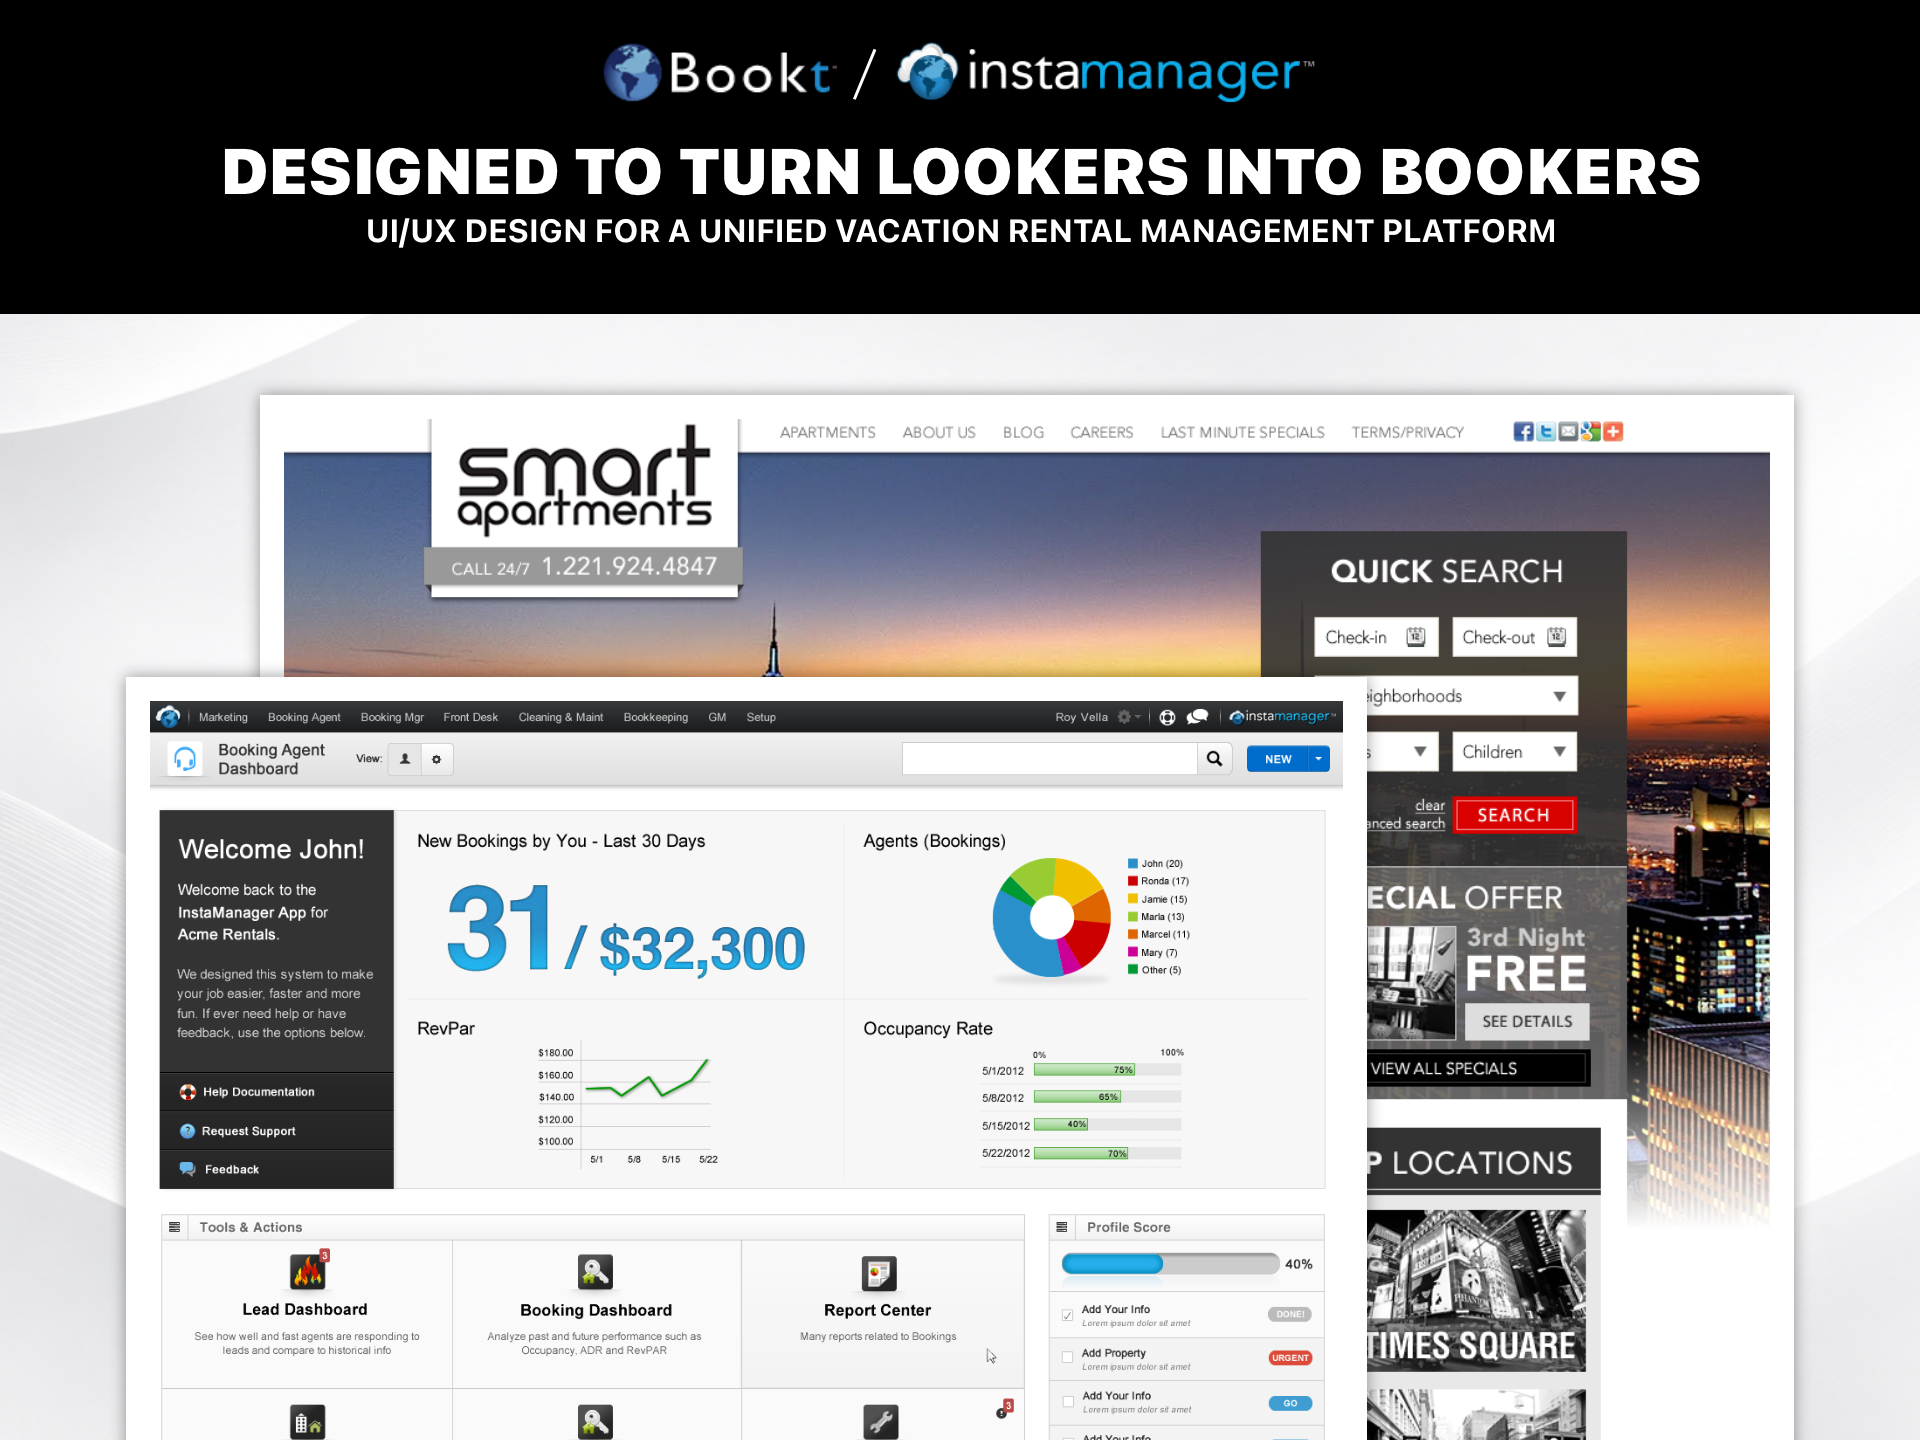 Bookt / instamanager™
DESIGNED TO TURN LOOKERS INTO BOOKERS
UI/UX DESIGN FOR A UNIFIED VACATION RENTAL MANAGEMENT PLATFORM
smart
apartments
CALL 24/7 1.221.924.4847
APARTMENTS ABOUT US BLOG CAREERS LAST MINUTE SPECIALS TERMS/PRIVACY
QUICK SEARCH
Check-in 12 Check-out 12
eighborhoods
s Children
clear
anced search
SEARCH
ECIAL OFFER
3rd Night
FREE
SEE DETAILS
VIEW ALL SPECIALS
P LOCATIONS
TIMES SQUARE
Marketing Booking Agent Booking Mgr Front Desk Cleaning & Maint Bookkeeping GM Setup Roy Vella instamanager™
Booking Agent
Dashboard
View:
NEW
Welcome John!
Welcome back to the
InstaManager App for
Acme Rentals.
We designed this system to make
your job easier, faster and more
fun. If ever need help or have
feedback, use the options below.
Help Documentation
Request Support
Feedback
New Bookings by You - Last 30 Days
31 / $32,300
Agents (Bookings)
John (20)
Ronda (17)
Jamie (15)
Marla (13)
Marcel (11)
Mary (7)
Other (5)
RevPar
$180.00
$160.00
$140.00
$120.00
$100.00
5/1 5/8 5/15 5/22
Occupancy Rate
0% 100%
5/1/2012 75%
5/8/2012 65%
5/15/2012 40%
5/22/2012 70%
Tools & Actions
3
Lead Dashboard
See how well and fast agents are responding to
leads and compare to historical info
Booking Dashboard
Analyze past and future performance such as
Occupancy, ADR and RevPAR
Report Center
Many reports related to Bookings
3
Profile Score
40%
Add Your Info
Lorem ipsum dolor sit amet
DONE!
Add Property
Lorem ipsum dolor sit amet
URGENT
Add Your Info
Lorem ipsum dolor sit amet
GO
Add Your Info